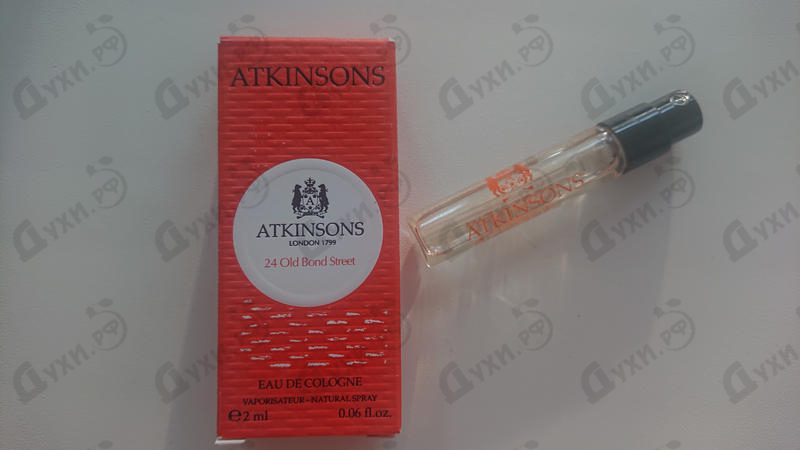 ATKINSONS
A
ATKINSONS
LONDON 1799
24 Old Bond Street
EAU DE COLOGNE
VAPORISATEUR - NATURAL SPRAY
℮ 2 ml 0.06 fl.oz.
ATKINSONS
Духи.РФ